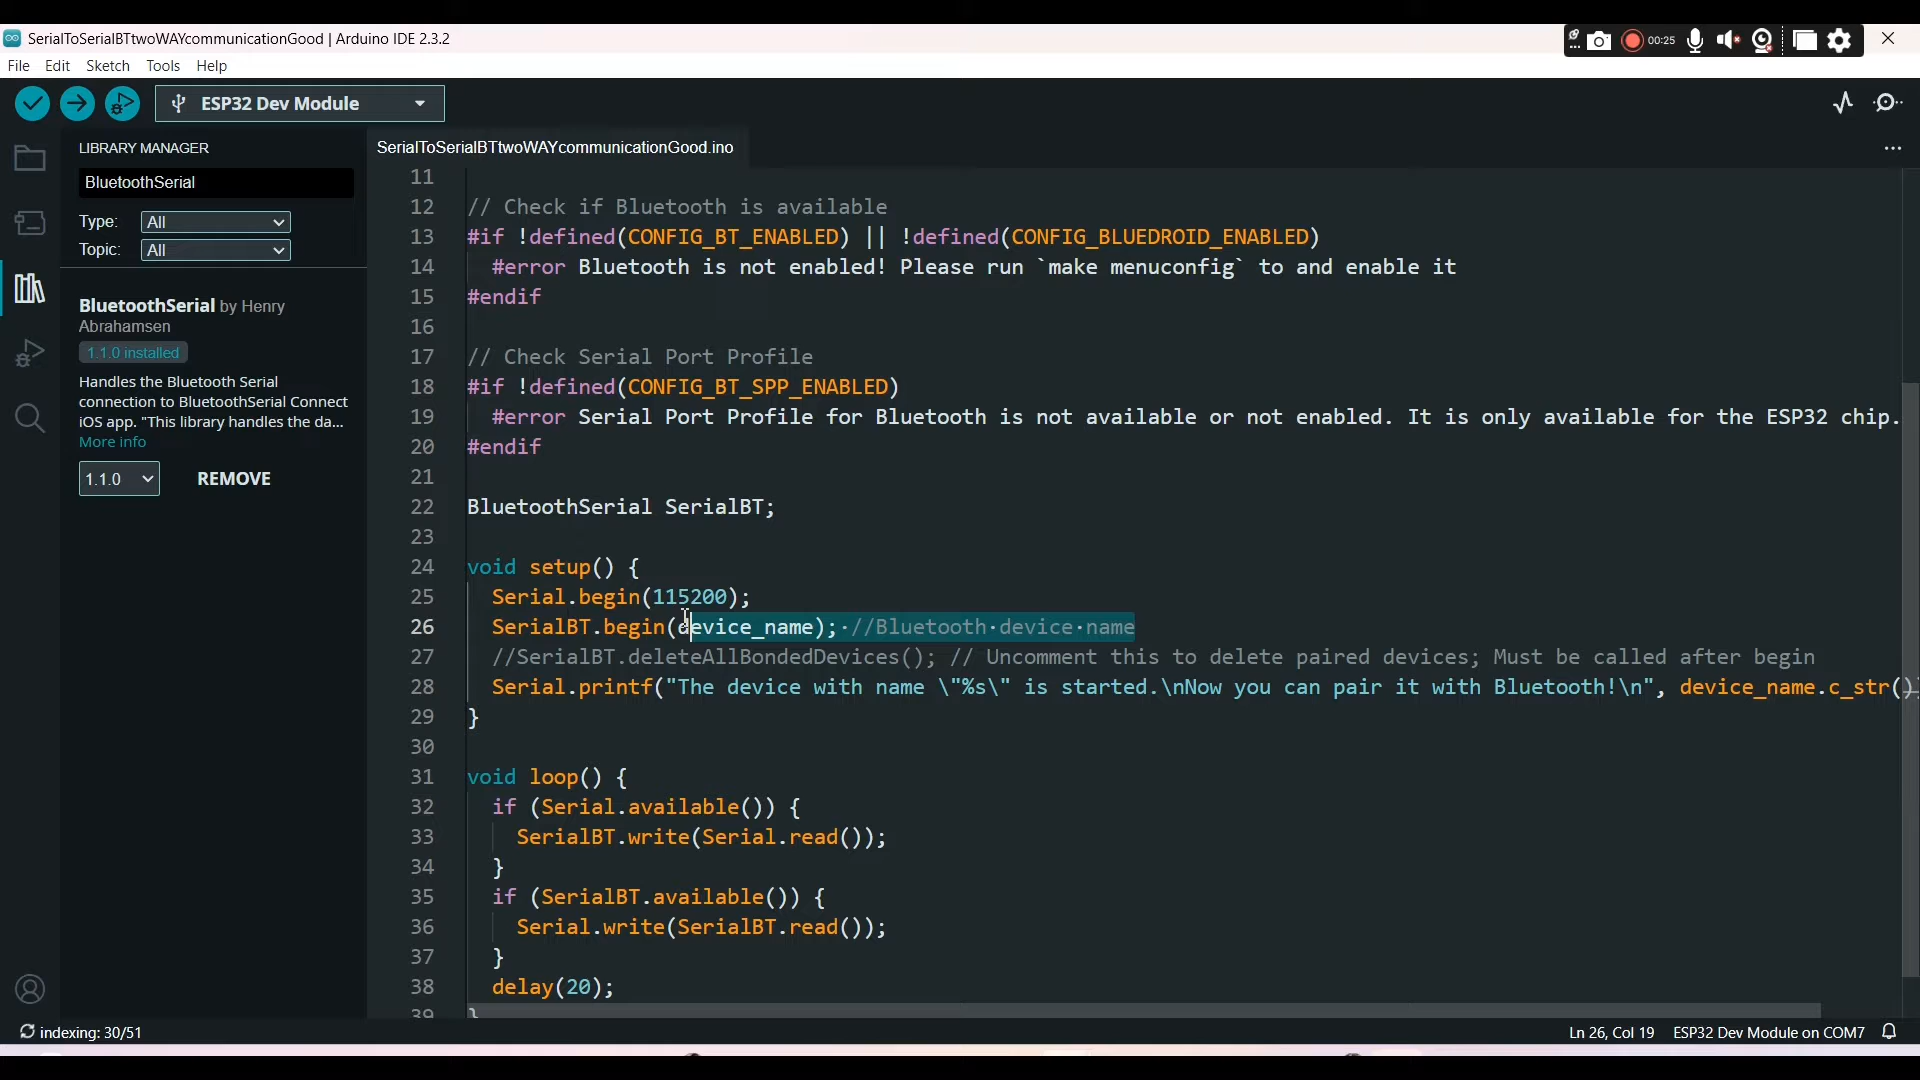 SerialToSerialBTtwoWAYcommunicationGood | Arduino IDE 2.3.2
00:25
File Edit Sketch Tools Help
ESP32 Dev Module
LIBRARY MANAGER
BluetoothSerial
Type: All
Topic: All
BluetoothSerial by Henry
Abrahamsen
1.1.0 installed
Handles the Bluetooth Serial
connection to BluetoothSerial Connect
iOS app. "This library handles the da...
More info
1.1.0 REMOVE
SerialToSerialBTtwoWAYcommunicationGood.ino
11
12 // Check if Bluetooth is available
13 #if !defined(CONFIG_BT_ENABLED) || !defined(CONFIG_BLUEDROID_ENABLED)
14 #error Bluetooth is not enabled! Please run `make menuconfig` to and enable it
15 #endif
16
17 // Check Serial Port Profile
18 #if !defined(CONFIG_BT_SPP_ENABLED)
19 #error Serial Port Profile for Bluetooth is not available or not enabled. It is only available for the ESP32 chip.
20 #endif
21
22 BluetoothSerial SerialBT;
23
24 void setup() {
25 Serial.begin(115200);
26 SerialBT.begin(device_name);·//Bluetooth·device·name
27 //SerialBT.deleteAllBondedDevices(); // Uncomment this to delete paired devices; Must be called after begin
28 Serial.printf("The device with name \"%s\" is started.\nNow you can pair it with Bluetooth!\n", device_name.c_str()
29 }
30
31 void loop() {
32 if (Serial.available()) {
33 SerialBT.write(Serial.read());
34 }
35 if (SerialBT.available()) {
36 Serial.write(SerialBT.read());
37 }
38 delay(20);
39 }
indexing: 30/51
Ln 26, Col 19 ESP32 Dev Module on COM7